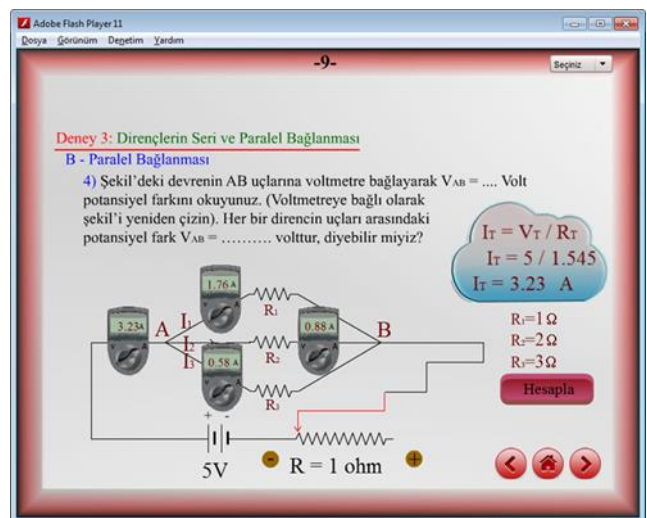 Adobe Flash Player 11
Dosya Görünüm Denetim Yardım
-9-
Seçiniz
Deney 3: Dirençlerin Seri ve Paralel Bağlanması
B - Paralel Bağlanması
4) Şekil'deki devrenin AB uçlarına voltmetre bağlayarak VAB = .... Volt
potansiyel farkını okuyunuz. (Voltmetreye bağlı olarak
şekil'i yeniden çizin). Her bir direncin uçları arasındaki
potansiyel fark VAB = .......... volttur, diyebilir miyiz?
IT = VT / RT
IT = 5 / 1.545
IT = 3.23 A
R1=1Ω
R2=2Ω
R3=3Ω
Hesapla
1.76 A
R1
3.23A
A
I1
I2
I3
0.88 A
B
R2
0.58 A
R3
+ -
5V
-
R = 1 ohm
+